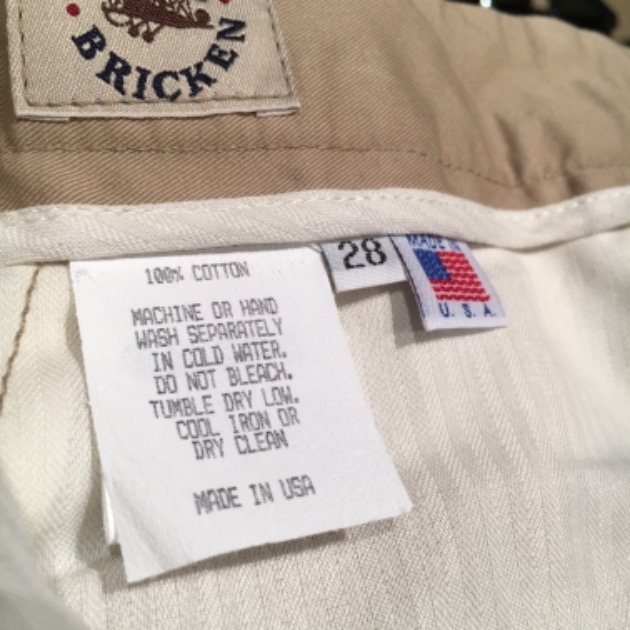 BRICKEN
100% COTTON
MACHINE OR HAND
WASH SEPARATELY
IN COLD WATER.
DO NOT BLEACH.
TUMBLE DRY LOW.
COOL IRON OR
DRY CLEAN
MADE IN USA
28
MADE IN
U. S. A.